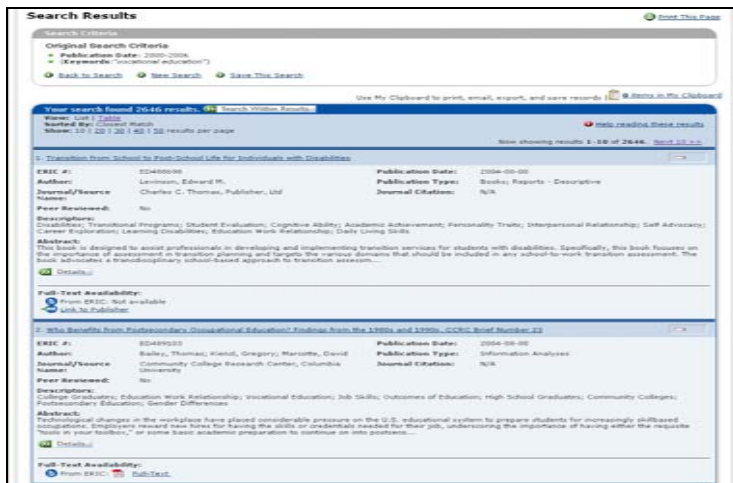 Search Results
Print This Page
Search Criteria
Original Search Criteria
Publication Date: 2000-2006
(Keywords:"vocational education")
Back to Search New Search Save This Search
Use My Clipboard to print, email, export, and save records | 0 items in My Clipboard
Your search found 2646 results. Search Within Results
View: List | Table
Sorted By: Closest Match
Show: 10 | 20 | 30 | 40 | 50 results per page
Help reading these results
Now showing results 1-10 of 2646. Next 10 >>
1. Transition from School to Post-School Life for Individuals with Disabilities
ERIC #: Publication Date: 2004-00-00
Author: Levinson, Edward M. Publication Type: Books; Reports - Descriptive
Journal/Source Name: Charles C. Thomas, Publisher, Ltd Journal Citation: N/A
Peer Reviewed: No
Descriptors:
Disabilities; Transitional Programs; Student Evaluation; Cognitive Ability; Academic Achievement; Personality Traits; Interpersonal Relationship; Self Advocacy;
Career Exploration; Learning Disabilities; Education Work Relationship; Daily Living Skills
Abstract:
This book is designed to assist professionals in developing and implementing transition services for students with disabilities. Specifically, this book focuses on
the importance of assessment in transition planning and targets the various domains that should be included in any school-to-work transition assessment. The
book advocates a transdisciplinary school-based approach to transition assessm...
Details...
Full-Text Availability:
From ERIC: Not available
Link to Publisher
2. Who Benefits from Postsecondary Occupational Education? Findings from the 1980s and 1990s. CCRC Brief Number 23
ERIC #: Publication Date: 2004-08-00
Author: Bailey, Thomas; Kienzl, Gregory; Marcotte, David Publication Type: Information Analyses
Journal/Source Name: Community College Research Center, Columbia University Journal Citation: N/A
Peer Reviewed: No
Descriptors:
College Graduates; Education Work Relationship; Vocational Education; Job Skills; Outcomes of Education; High School Graduates; Community Colleges;
Postsecondary Education; Gender Differences
Abstract:
Technological changes in the workplace have placed considerable pressure on the U.S. educational system to prepare students for increasingly skillbased
occupations. Employers reward new hires for having the skills or credentials needed for their job, underscoring the importance of having either the requisite
"tools in your toolbox," or some basic academic preparation to continue on into postseco...
Details...
Full-Text Availability:
From ERIC: Full-Text